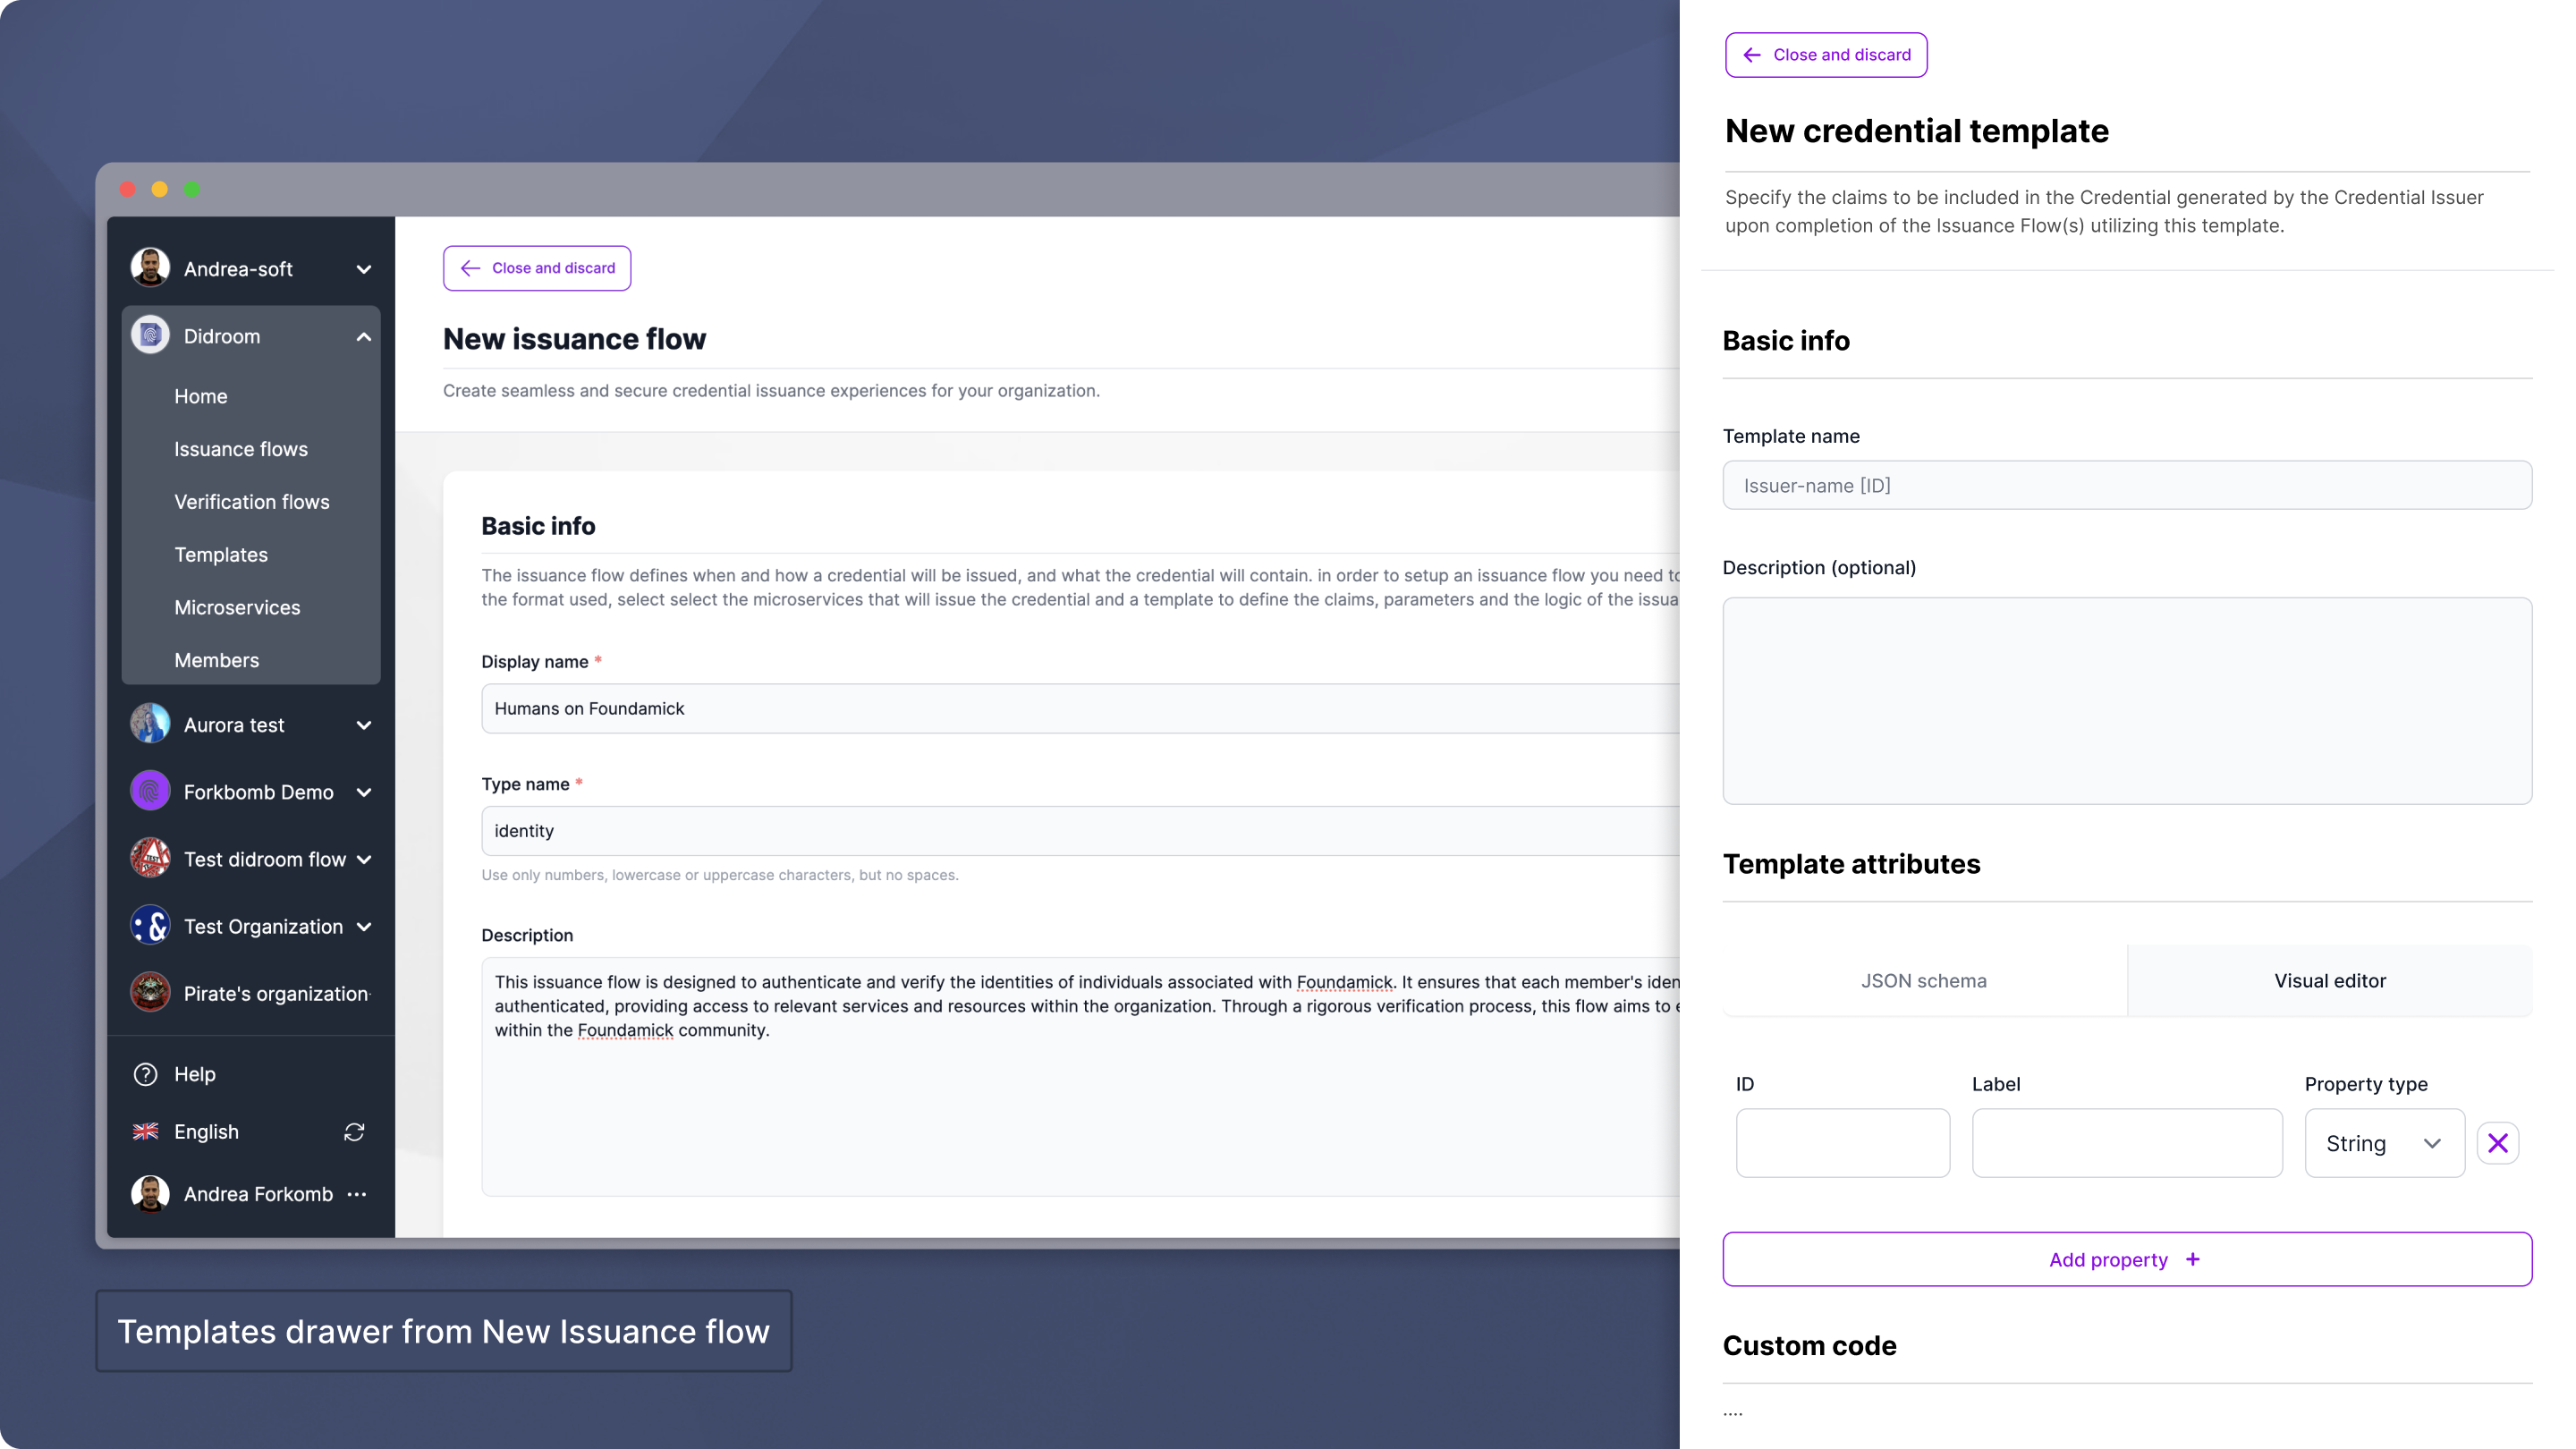 Andrea-soft
Didroom
Home
Issuance flows
Verification flows
Templates
Microservices
Members
Aurora test
Forkbomb Demo
Test didroom flow
Test Organization
Pirate's organization
Help
English
Andrea Forkomb
Close and discard
New issuance flow
Create seamless and secure credential issuance experiences for your organization.
Basic info
The issuance flow defines when and how a credential will be issued, and what the credential will contain. in order to setup an issuance flow you need to
the format used, select select the microservices that will issue the credential and a template to define the claims, parameters and the logic of the
Display name *
Humans on Foundamick
Type name *
identity
Use only numbers, lowercase or uppercase characters, but no spaces.
Description
This issuance flow is designed to authenticate and verify the identities of individuals associated with Foundamick. It ensures that each member's
authenticated, providing access to relevant services and resources within the organization. Through a rigorous verification process, this flow aims to
within the Foundamick community.
Templates drawer from New Issuance flow
Close and discard
New credential template
Specify the claims to be included in the Credential generated by the Credential Issuer
upon completion of the Issuance Flow(s) utilizing this template.
Basic info
Template name
Issuer-name [ID]
Description (optional)
Template attributes
JSON schema
Visual editor
ID
Label
Property type
String
Add property +
Custom code
....